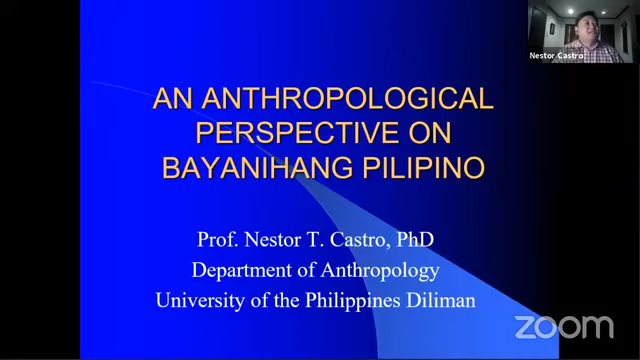 Nestor Castro
AN ANTHROPOLOGICAL
PERSPECTIVE ON
BAYANIHANG PILIPINO
Prof. Nestor T. Castro, PhD
Department of Anthropology
University of the Philippines Diliman
zoom